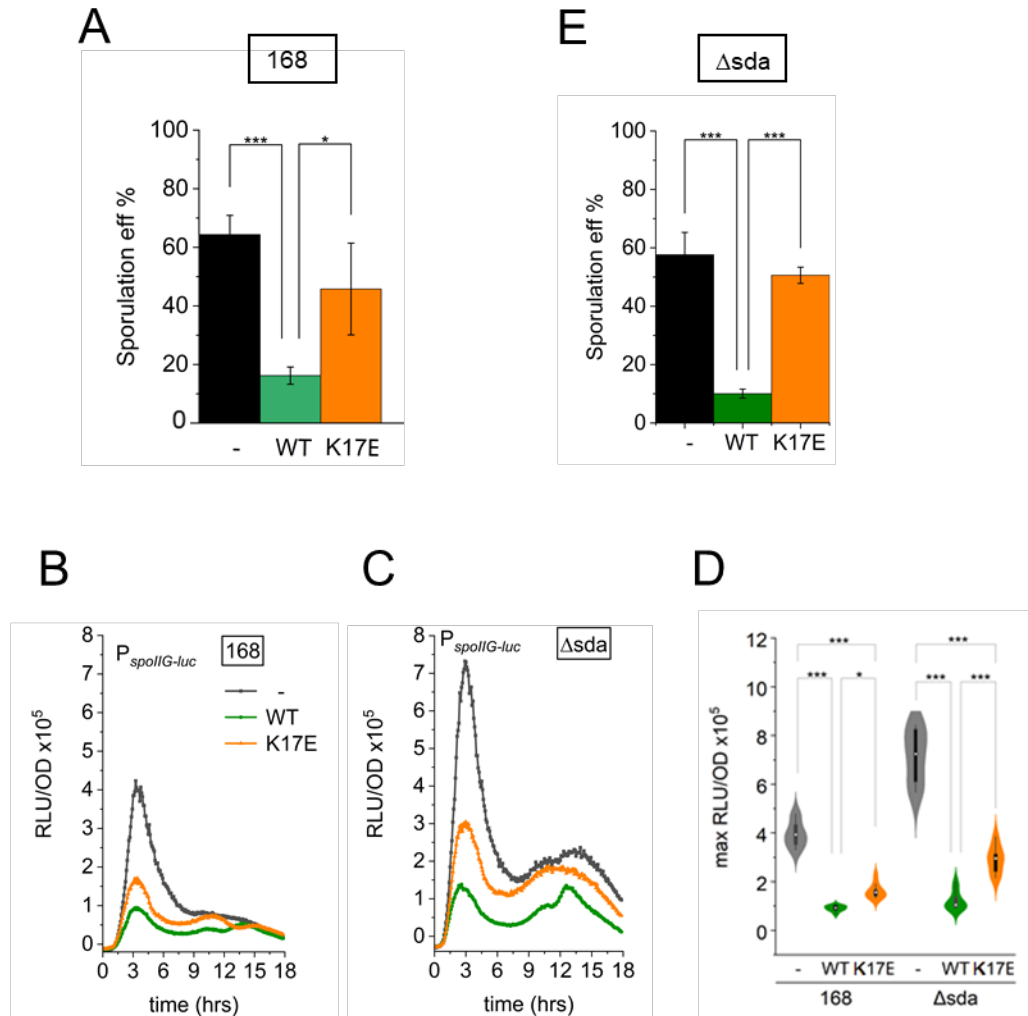 A
168
Sporulation eff %
100
80
60
40
20
0
***
*
- WT K17E
E
Δsda
Sporulation eff %
100
80
60
40
20
0
*** ***
- WT K17E
B
P_spoIIG-luc
168
-
WT
K17E
RLU/OD x10⁵
8
7
6
5
4
3
2
1
0
0 3 6 9 12 15 18
time (hrs)
C
P_spoIIG-luc
Δsda
RLU/OD x10⁵
8
7
6
5
4
3
2
1
0
0 3 6 9 12 15 18
time (hrs)
D
max RLU/OD x10⁵
12
10
8
6
4
2
0
*** ***
*** * *** ***
- WT K17E - WT K17E
168 Δsda